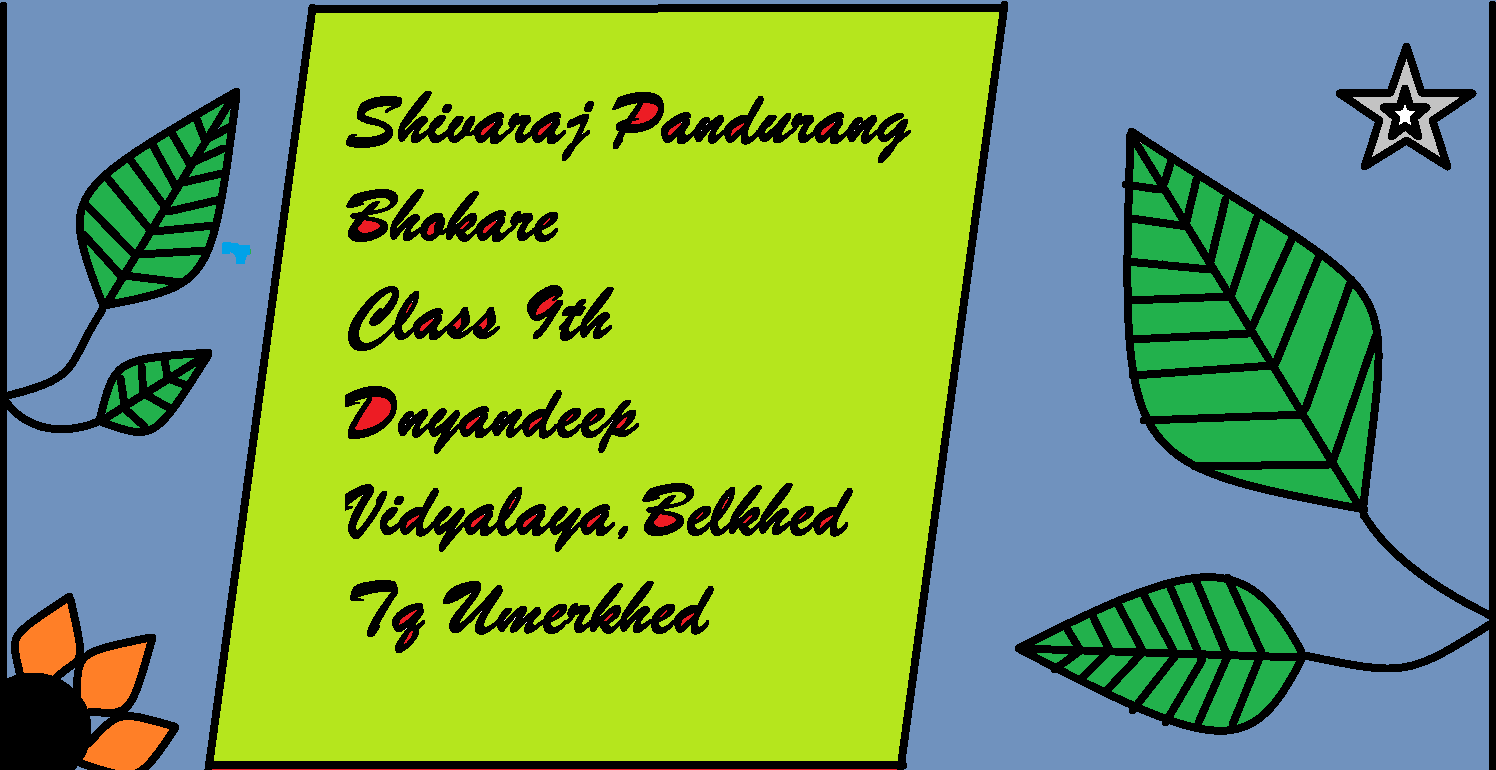 Shivaraj Pandurang
Bhokare
Class 9th
Dnyandeep
Vidyalaya, Belkhed
Tq Umerkhed